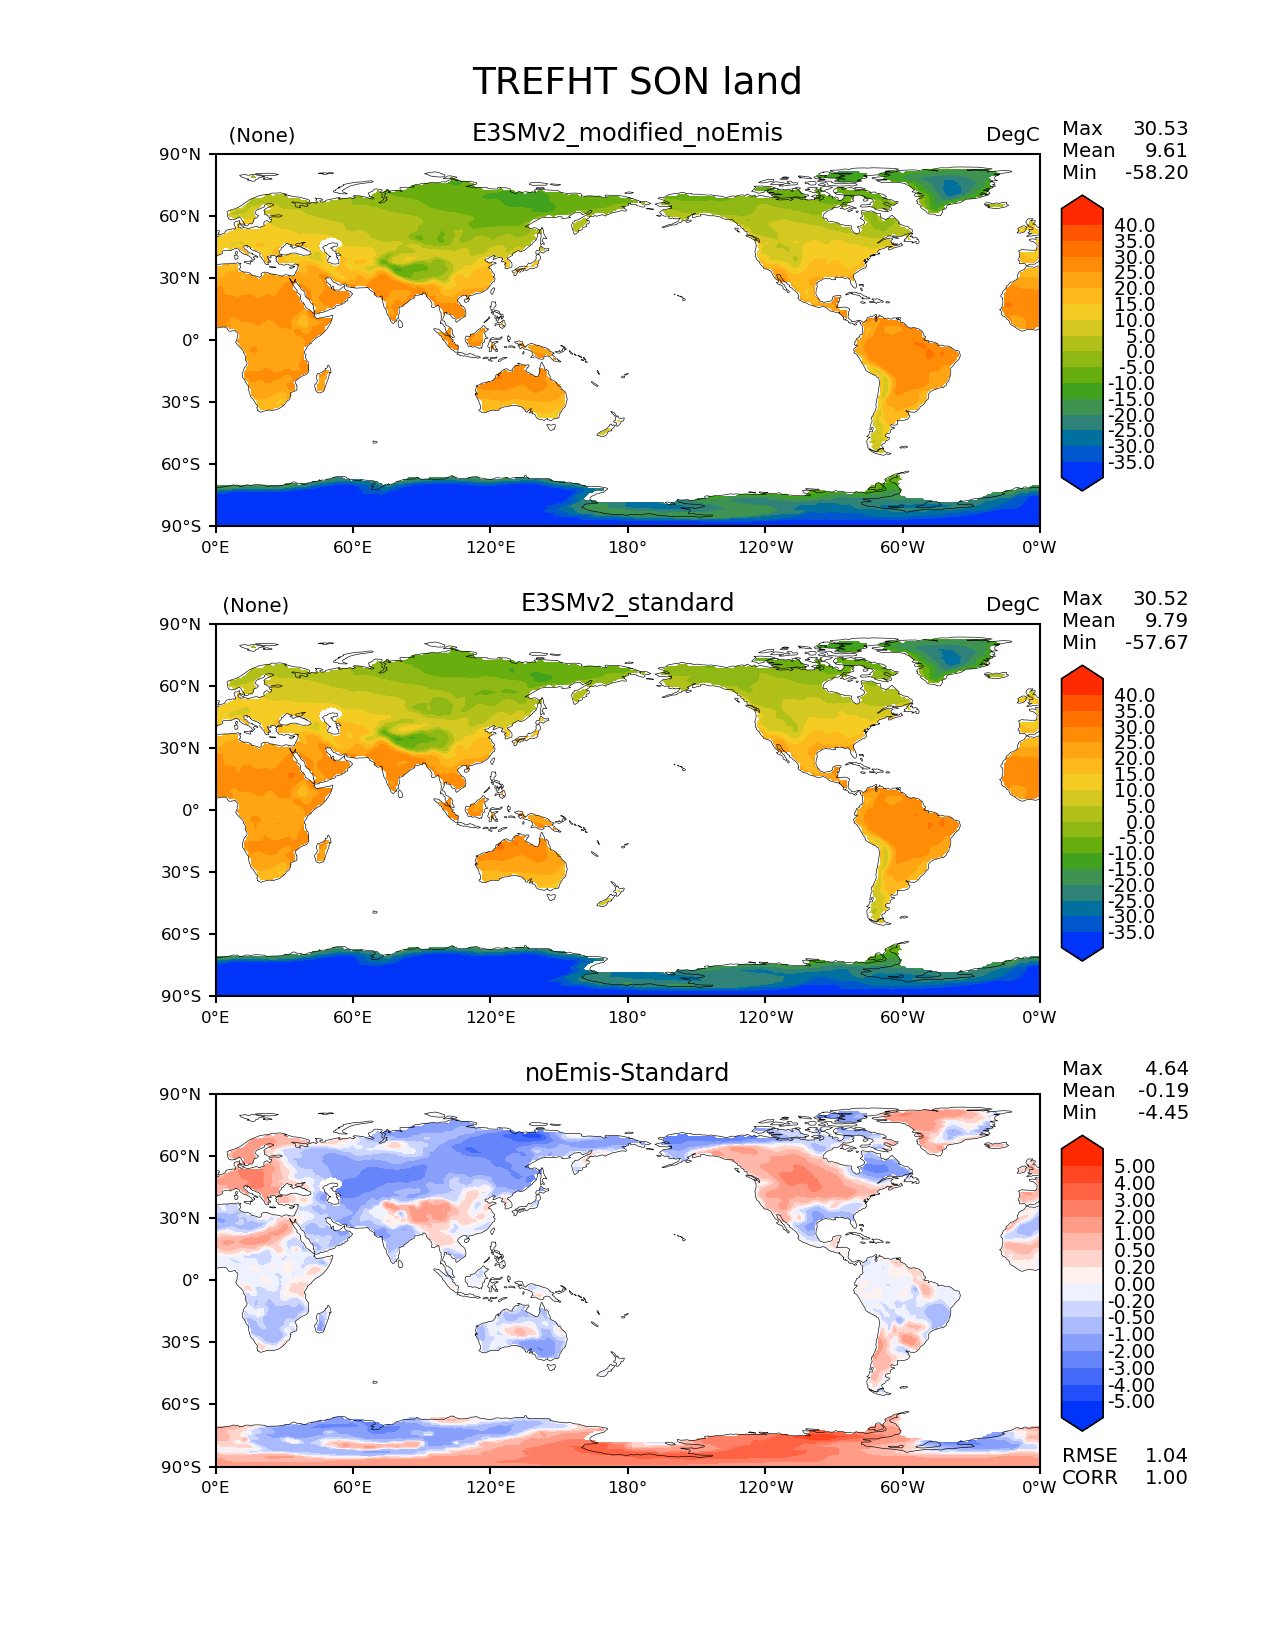 TREFHT SON land
(None) E3SMv2_modified_noEmis DegC
Max 30.53
Mean 9.61
Min -58.20
90°N
60°N
30°N
0°
30°S
60°S
90°S
0°E 60°E 120°E 180° 120°W 60°W 0°W
40.0
35.0
30.0
25.0
20.0
15.0
10.0
5.0
0.0
-5.0
-10.0
-15.0
-20.0
-25.0
-30.0
-35.0
(None) E3SMv2_standard DegC
Max 30.52
Mean 9.79
Min -57.67
90°N
60°N
30°N
0°
30°S
60°S
90°S
0°E 60°E 120°E 180° 120°W 60°W 0°W
40.0
35.0
30.0
25.0
20.0
15.0
10.0
5.0
0.0
-5.0
-10.0
-15.0
-20.0
-25.0
-30.0
-35.0
noEmis-Standard
Max 4.64
Mean -0.19
Min -4.45
90°N
60°N
30°N
0°
30°S
60°S
90°S
0°E 60°E 120°E 180° 120°W 60°W 0°W
5.00
4.00
3.00
2.00
1.00
0.50
0.20
0.00
-0.20
-0.50
-1.00
-2.00
-3.00
-4.00
-5.00
RMSE 1.04
CORR 1.00